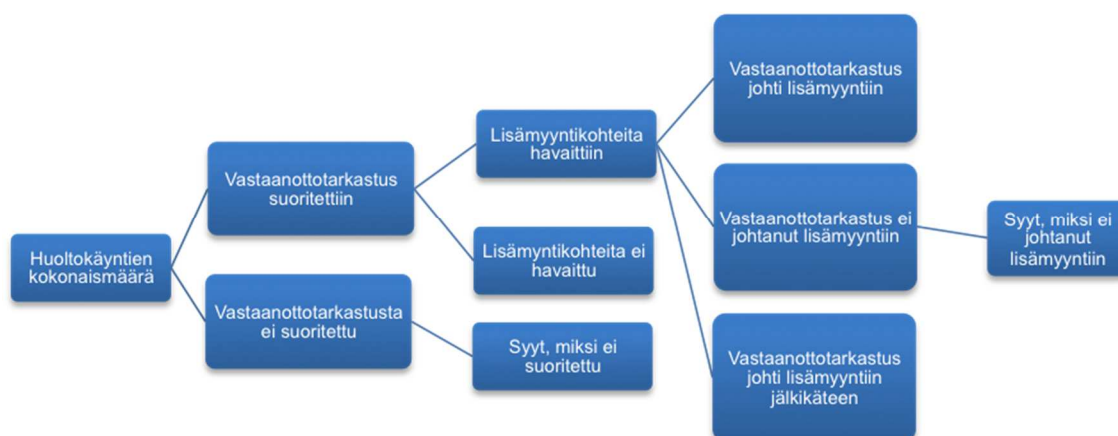 Huoltokäyntien
kokonaismäärä
Vastaanottotarkastus
suoritettiin
Vastaanottotarkastusta
ei suoritettu
Lisämyyntikohteita
havaittiin
Lisämyntikohteita ei
havaittu
Syyt, miksi ei
suoritettu
Vastaanottotarkastus
johti lisämyyntiin
Vastaanottotarkastus ei
johtanut lisämyyntiin
Vastaanottotarkastus
johti lisämyyntiin
jälkikäteen
Syyt, miksi ei
johtanut
lisämyyntiin